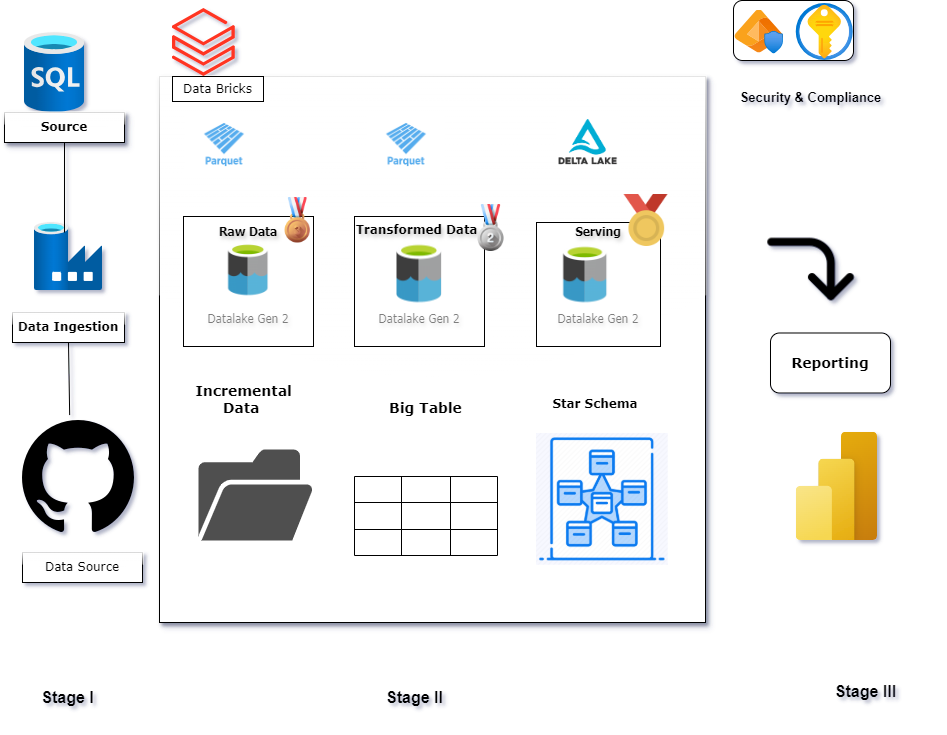 SQL
Source
Data Ingestion
Data Source
Data Bricks
Parquet
Parquet
DELTA LAKE
Raw Data
Transformed Data
2
Serving
Datalake Gen 2
Datalake Gen 2
Datalake Gen 2
Incremental
Data
Big Table
Star Schema
Security & Compliance
Reporting
Stage I
Stage II
Stage III